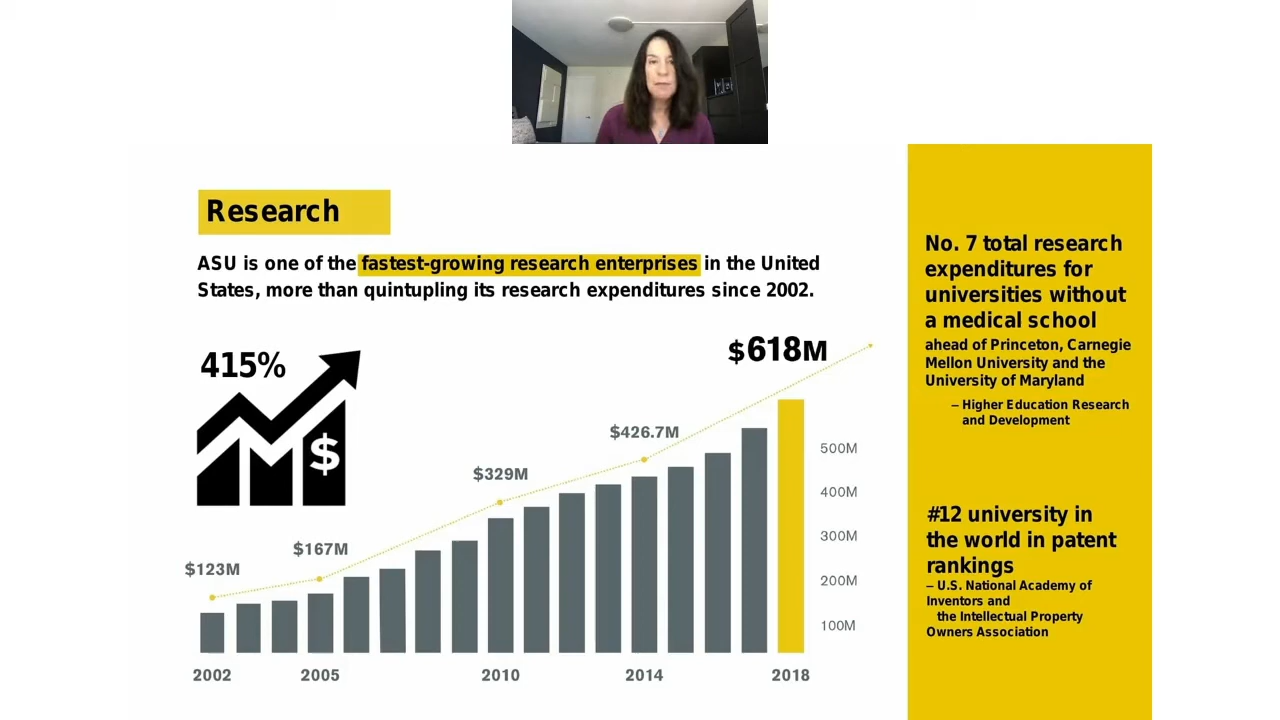 Research
ASU is one of the fastest-growing research enterprises in the United
States, more than quintupling its research expenditures since 2002.
415%
$
$618M
$426.7M
$329M
$167M
$123M
500M
400M
300M
200M
100M
2002
2005
2010
2014
2018
No. 7 total research
expenditures for
universities without
a medical school
ahead of Princeton, Carnegie
Mellon University and the
University of Maryland
– Higher Education Research
and Development
#12 university in
the world in patent
rankings
– U.S. National Academy of
Inventors and
the Intellectual Property
Owners Association